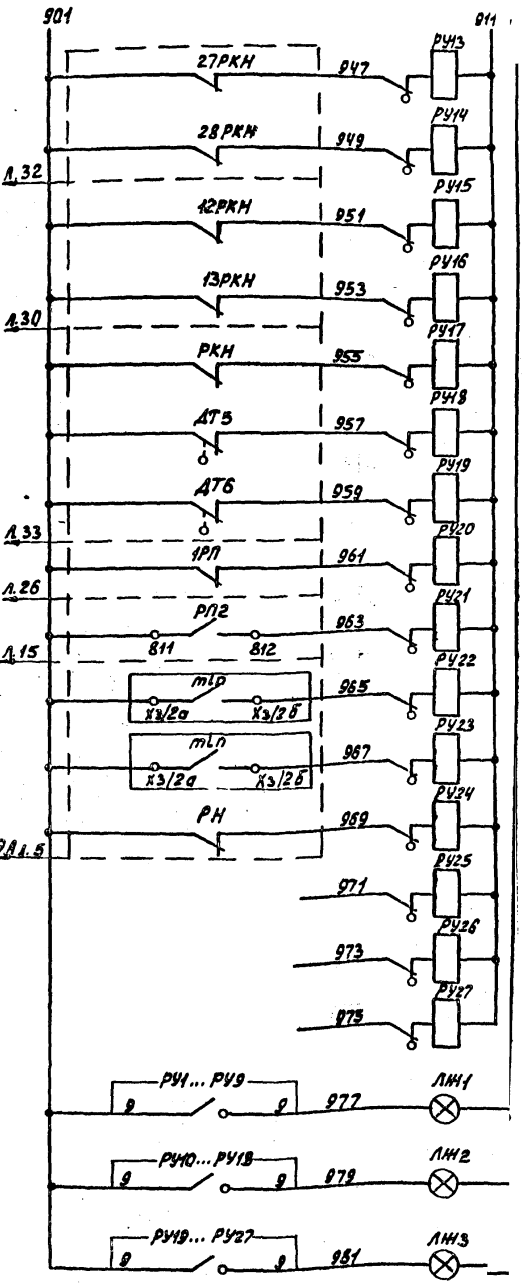 901 911
27РКН 947 РУ13
28РКН 949 РУ14
Л.32
12РКН 951 РУ15
13РКН 953 РУ16
Л.30
РКН 955 РУ17
ДТ5 957 РУ18
ДТ6 959 РУ19
Л.33
1РП 961 РУ20
Л.26
РП2 963 РУ21
811 812
Л.15
m1p 965 РУ22
Х3/2а Х3/2б
m1п 967 РУ23
Х3/2а Х3/2б
РН 969 РУ24
Л.5
971 РУ25
973 РУ26
975 РУ27
РУ1...РУ9 ЛЖ1
9 9 977
РУ10...РУ18 ЛЖ2
9 9 979
РУ19...РУ27 ЛЖ3
9 9 981